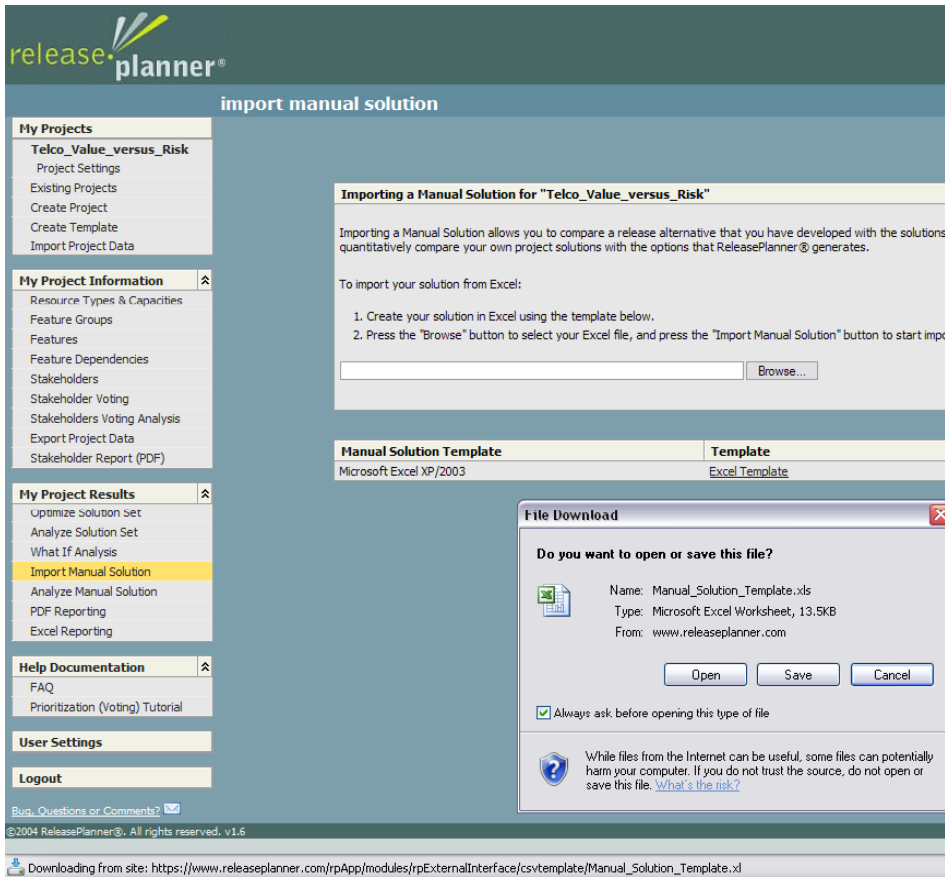 release planner®
import manual solution
My Projects
Telco_Value_versus_Risk
Project Settings
Existing Projects
Create Project
Create Template
Import Project Data
My Project Information
Resource Types & Capacities
Feature Groups
Features
Feature Dependencies
Stakeholders
Stakeholder Voting
Stakeholders Voting Analysis
Export Project Data
Stakeholder Report (PDF)
My Project Results
Optimize Solution Set
Analyze Solution Set
What If Analysis
Import Manual Solution
Analyze Manual Solution
PDF Reporting
Excel Reporting
Help Documentation
FAQ
Prioritization (Voting) Tutorial
User Settings
Logout
Bug, Questions or Comments?
Importing a Manual Solution for "Telco_Value_versus_Risk"
Importing a Manual Solution allows you to compare a release alternative that you have developed with the solutions
quantitatively compare your own project solutions with the options that ReleasePlanner® generates.
To import your solution from Excel:
1. Create your solution in Excel using the template below.
2. Press the "Browse" button to select your Excel file, and press the "Import Manual Solution" button to start impo
Browse...
Manual Solution Template Template
Microsoft Excel XP/2003 Excel Template
File Download
Do you want to open or save this file?
Name: Manual_Solution_Template.xls
Type: Microsoft Excel Worksheet, 13.5KB
From: www.releaseplanner.com
Open Save Cancel
Always ask before opening this type of file
While files from the Internet can be useful, some files can potentially
harm your computer. If you do not trust the source, do not open or
save this file. What's the risk?
©2004 ReleasePlanner®. All rights reserved. v1.6
Downloading from site: https://www.releaseplanner.com/rpApp/modules/rpExternalInterface/csvtemplate/Manual_Solution_Template.xl